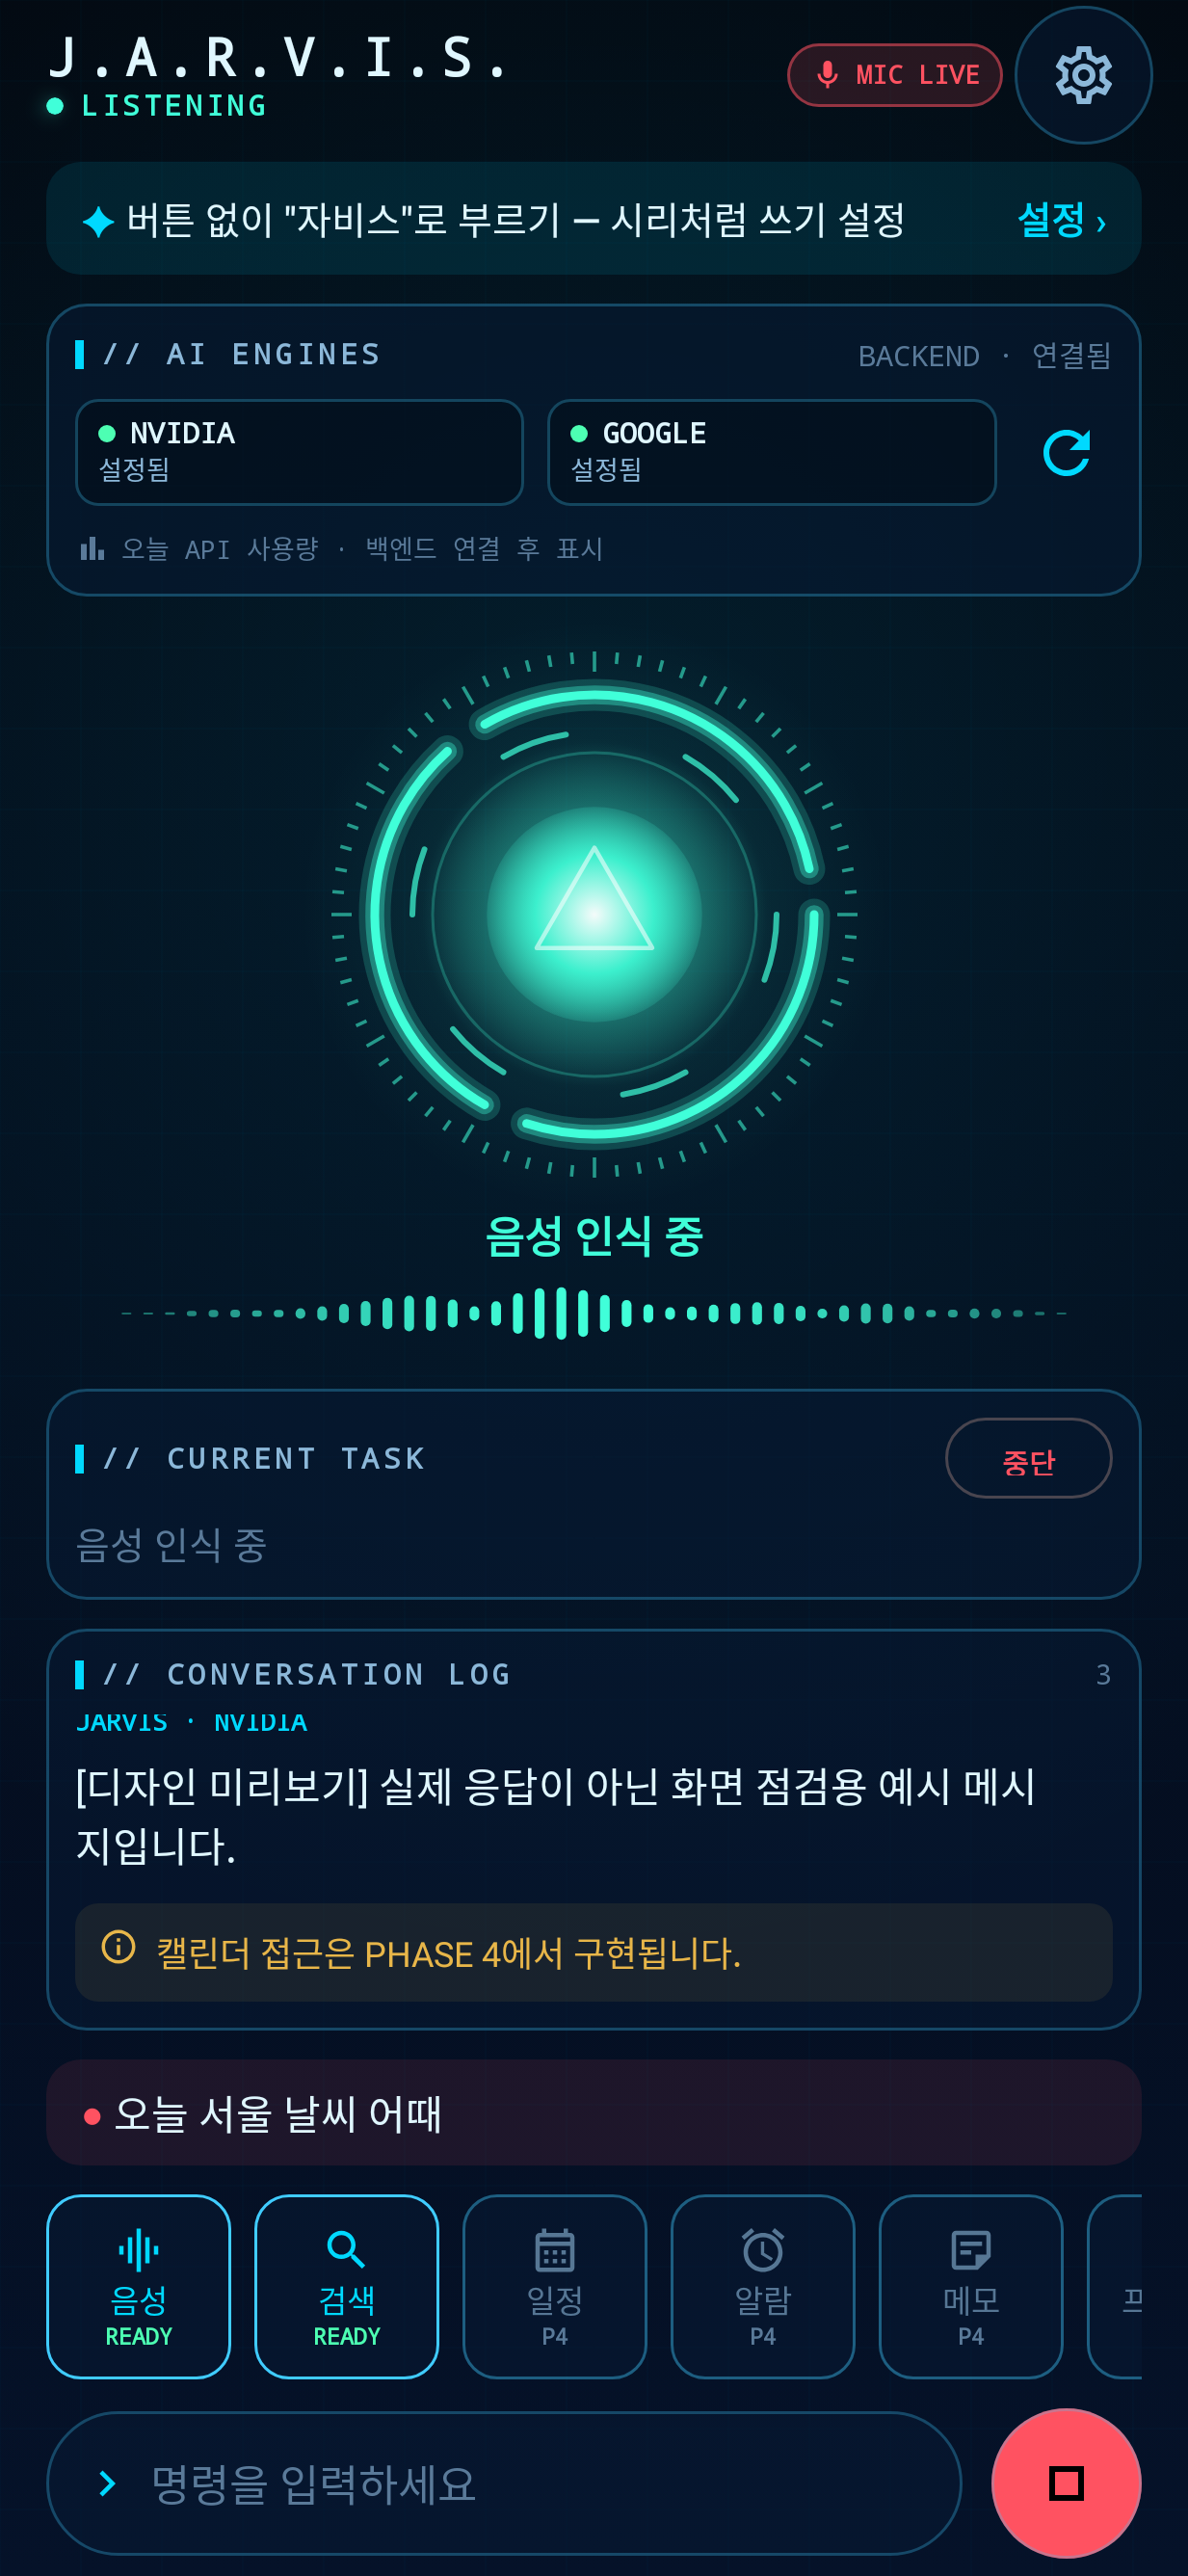 J.A.R.V.I.S.
LISTENING
MIC LIVE
버튼 없이 "자비스"로 부르기 — 시리처럼 쓰기 설정
설정 ›
// AI ENGINES
BACKEND · 연결됨
NVIDIA
설정됨
GOOGLE
설정됨
오늘 API 사용량 · 백엔드 연결 후 표시
음성 인식 중
// CURRENT TASK
중단
음성 인식 중
// CONVERSATION LOG
3
JARVIS · NVIDIA
[디자인 미리보기] 실제 응답이 아닌 화면 점검용 예시 메시
지입니다.
캘린더 접근은 PHASE 4에서 구현됩니다.
오늘 서울 날씨 어때
음성
READY
검색
READY
일정
P4
알람
P4
메모
P4
명령을 입력하세요